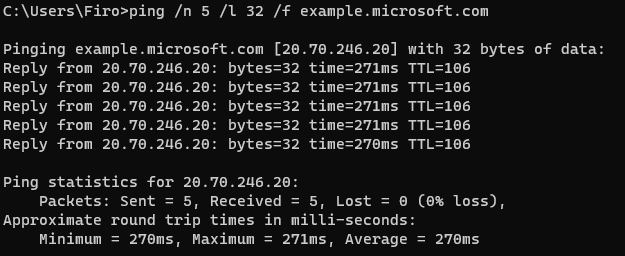 C:\Users\Firo>ping /n 5 /l 32 /f example.microsoft.com
Pinging example.microsoft.com [20.70.246.20] with 32 bytes of data:
Reply from 20.70.246.20: bytes=32 time=271ms TTL=106
Reply from 20.70.246.20: bytes=32 time=271ms TTL=106
Reply from 20.70.246.20: bytes=32 time=271ms TTL=106
Reply from 20.70.246.20: bytes=32 time=271ms TTL=106
Reply from 20.70.246.20: bytes=32 time=270ms TTL=106
Ping statistics for 20.70.246.20:
    Packets: Sent = 5, Received = 5, Lost = 0 (0% loss),
Approximate round trip times in milli-seconds:
    Minimum = 270ms, Maximum = 271ms, Average = 270ms